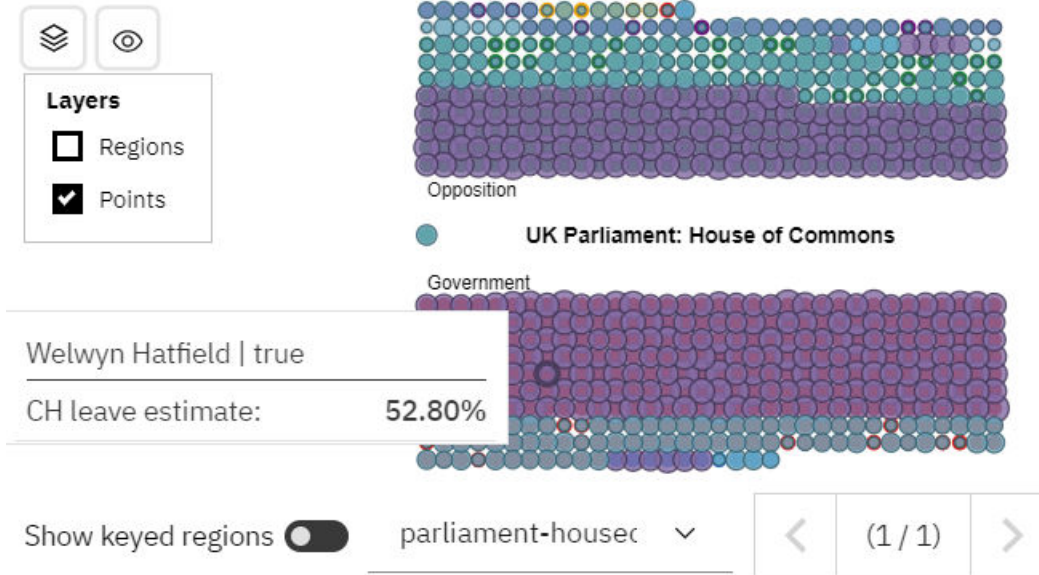 Layers
Regions
Points
Opposition
UK Parliament: House of Commons
Government
Welwyn Hatfield | true
CH leave estimate: 52.80%
Show keyed regions
parliament-housec
(1 / 1)